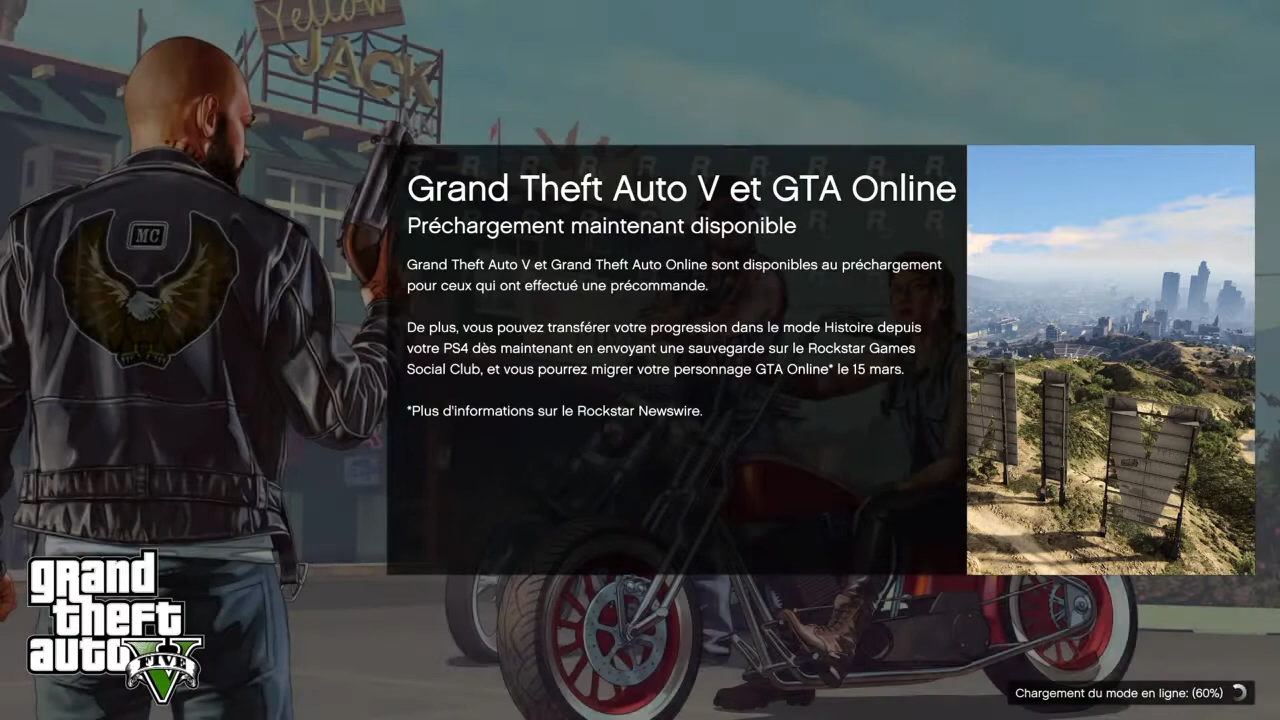 Yellow
JACK
MC
Grand Theft Auto V et GTA Online
Préchargement maintenant disponible
Grand Theft Auto V et Grand Theft Auto Online sont disponibles au préchargement
pour ceux qui ont effectué une précommande.
De plus, vous pouvez transférer votre progression dans le mode Histoire depuis
votre PS4 dès maintenant en envoyant une sauvegarde sur le Rockstar Games
Social Club, et vous pourrez migrer votre personnage GTA Online* le 15 mars.
*Plus d'informations sur le Rockstar Newswire.
grand
theft
auto V
FIVE
Chargement du mode en ligne: (60%)